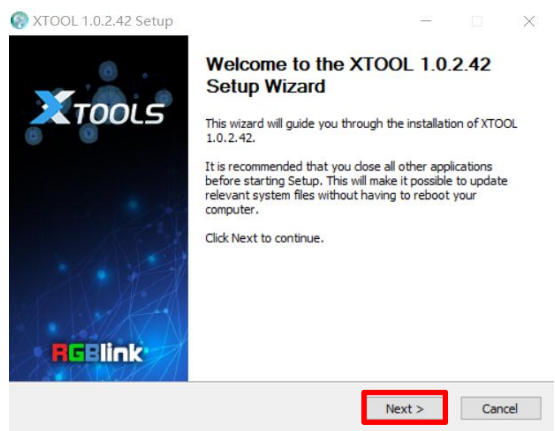 XTOOL 1.0.2.42 Setup
XTOOLS
Welcome to the XTOOL 1.0.2.42
Setup Wizard
This wizard will guide you through the installation of XTOOL
1.0.2.42.
It is recommended that you close all other applications
before starting Setup. This will make it possible to update
relevant system files without having to reboot your
computer.
Click Next to continue.
RGBlink
Next >
Cancel